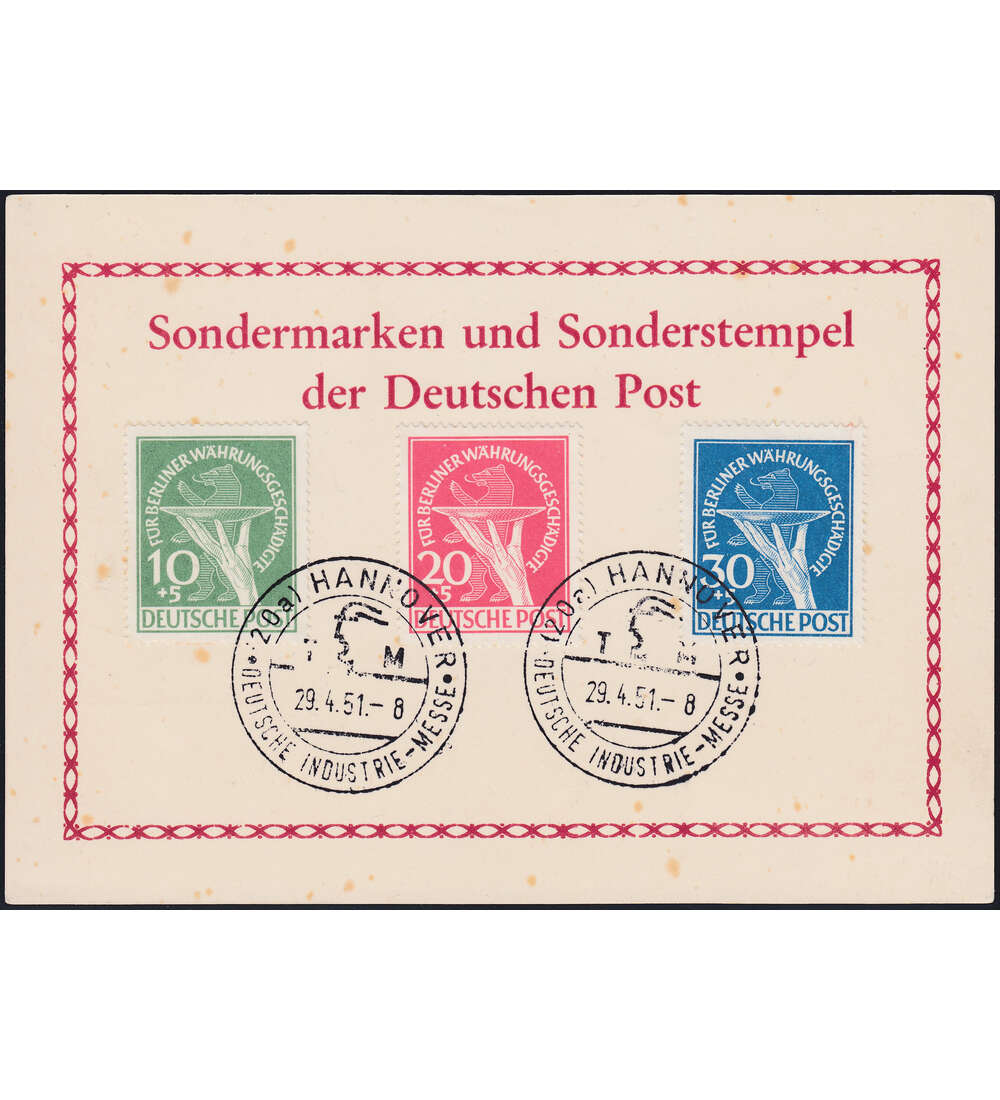 Sondermarken und Sonderstempel
der Deutschen Post
FÜR BERLINER WÄHRUNGSGESCHÄDIGTE
10
+5
DEUTSCHE POST
FÜR BERLINER WÄHRUNGSGESCHÄDIGTE
20
+5
DEUTSCHE POST
FÜR BERLINER WÄHRUNGSGESCHÄDIGTE
30
DEUTSCHE POST
(20a) HANNOVER
T M
29.4.51.-8
DEUTSCHE INDUSTRIE-MESSE
(20a) HANNOVER
T M
29.4.51.-8
DEUTSCHE INDUSTRIE-MESSE